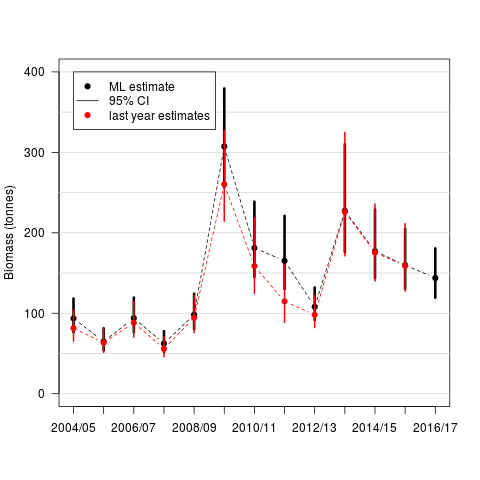 400
300
200
100
0
Biomass (tonnes)
ML estimate
95% CI
last year estimates
2004/05 2006/07 2008/09 2010/11 2012/13 2014/15 2016/17